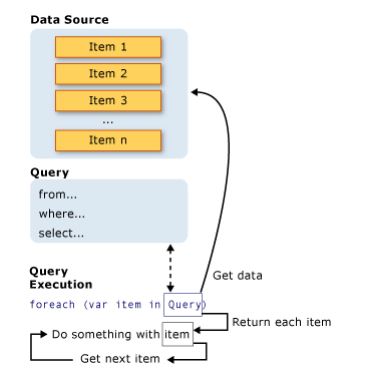 Data Source
Item 1
Item 2
Item 3
...
Item n
Query
from...
where...
select...
Query
Execution
Get data
foreach (var item in Query)
Return each item
Do something with item
Get next item